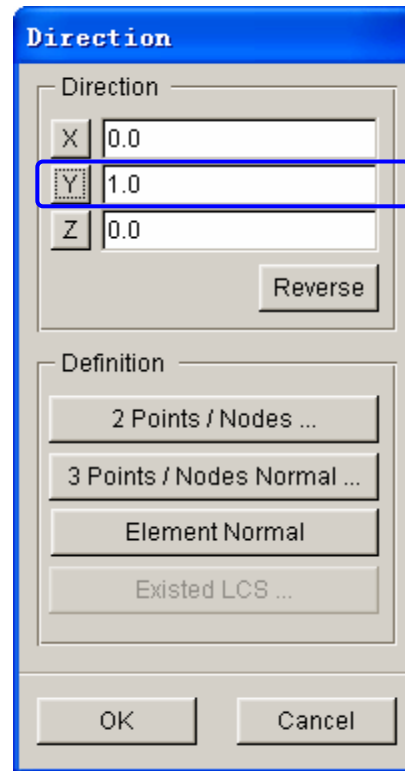 Direction
Direction
X 0.0
Y 1.0
Z 0.0
Reverse
Definition
2 Points / Nodes ...
3 Points / Nodes Normal ...
Element Normal
Existed LCS ...
OK Cancel